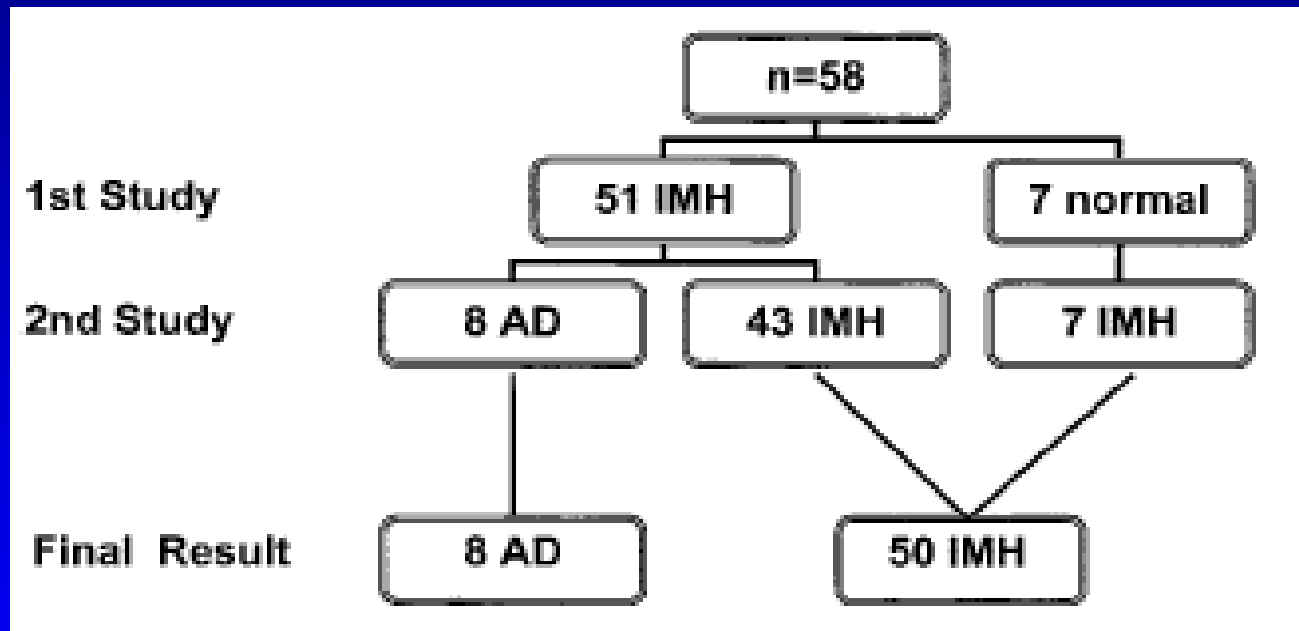 n=58
1st Study
51 IMH
7 normal
2nd Study
8 AD
43 IMH
7 IMH
Final Result
8 AD
50 IMH